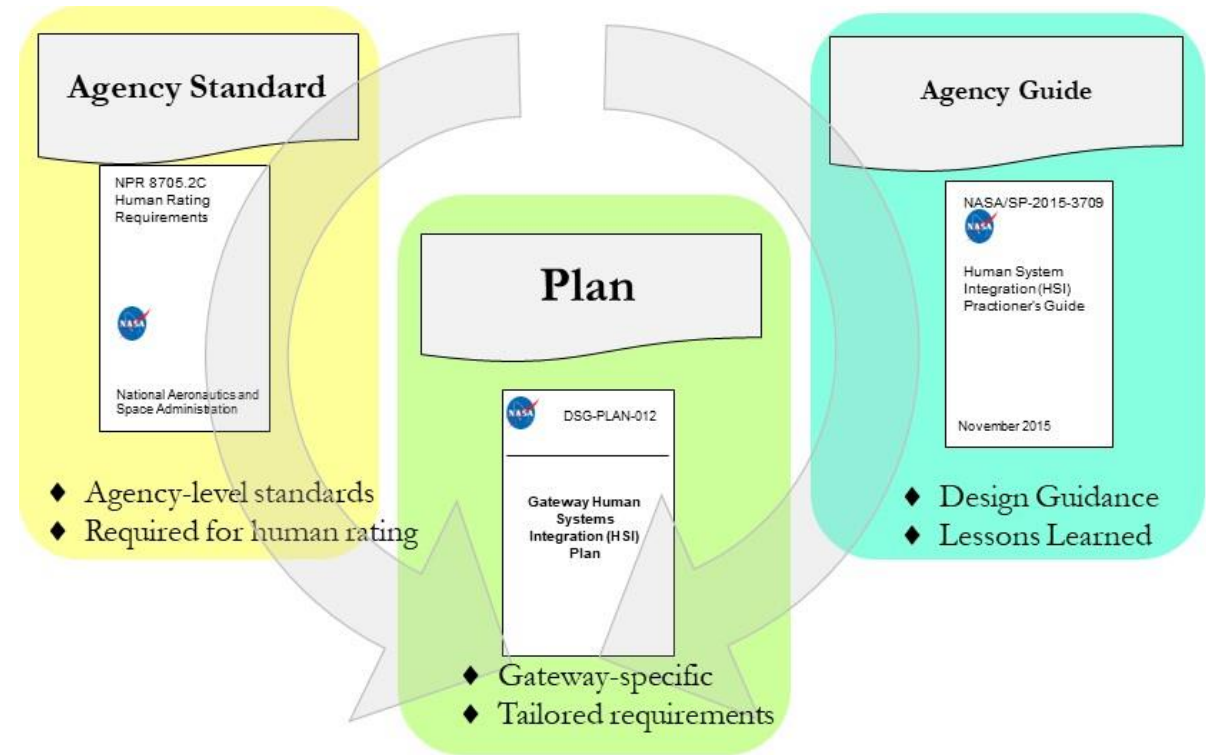 Agency Standard
NPR 8705.2C
Human Rating
Requirements
NASA
National Aeronautics and
Space Administration
♦ Agency-level standards
♦ Required for human rating
Plan
NASA
DSG-PLAN-012
Gateway Human
Systems
Integration (HSI)
Plan
♦ Gateway-specific
♦ Tailored requirements
Agency Guide
NASA/SP-2015-3709
NASA
Human System
Integration (HSI)
Practioner's Guide
November 2015
♦ Design Guidance
♦ Lessons Learned